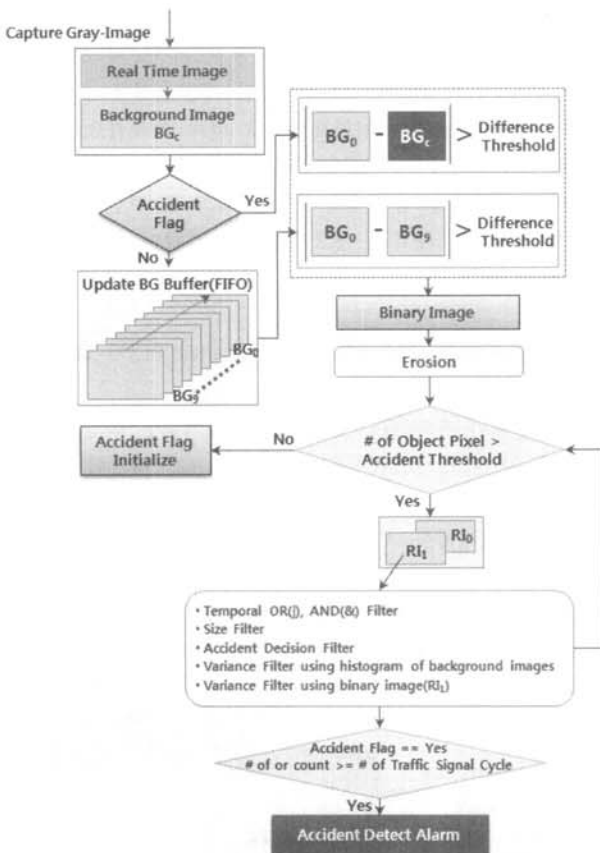 Capture Gray-Image
Real Time Image
Background Image
BGc
Accident
Flag
Yes
No
Update BG Buffer(FIFO)
BG0
BG9
| BG0 - BGc | > Difference
Threshold
| BG0 - BG9 | > Difference
Threshold
Binary Image
Erosion
# of Object Pixel >
Accident Threshold
No
Accident Flag
Initialize
Yes
RI0
RI1
• Temporal OR(|), AND(&) Filter
• Size Filter
• Accident Decision Filter
• Variance Filter using histogram of background images
• Variance Filter using binary image(RI1)
Accident Flag == Yes
# of or count >= # of Traffic Signal Cycle
Yes
Accident Detect Alarm